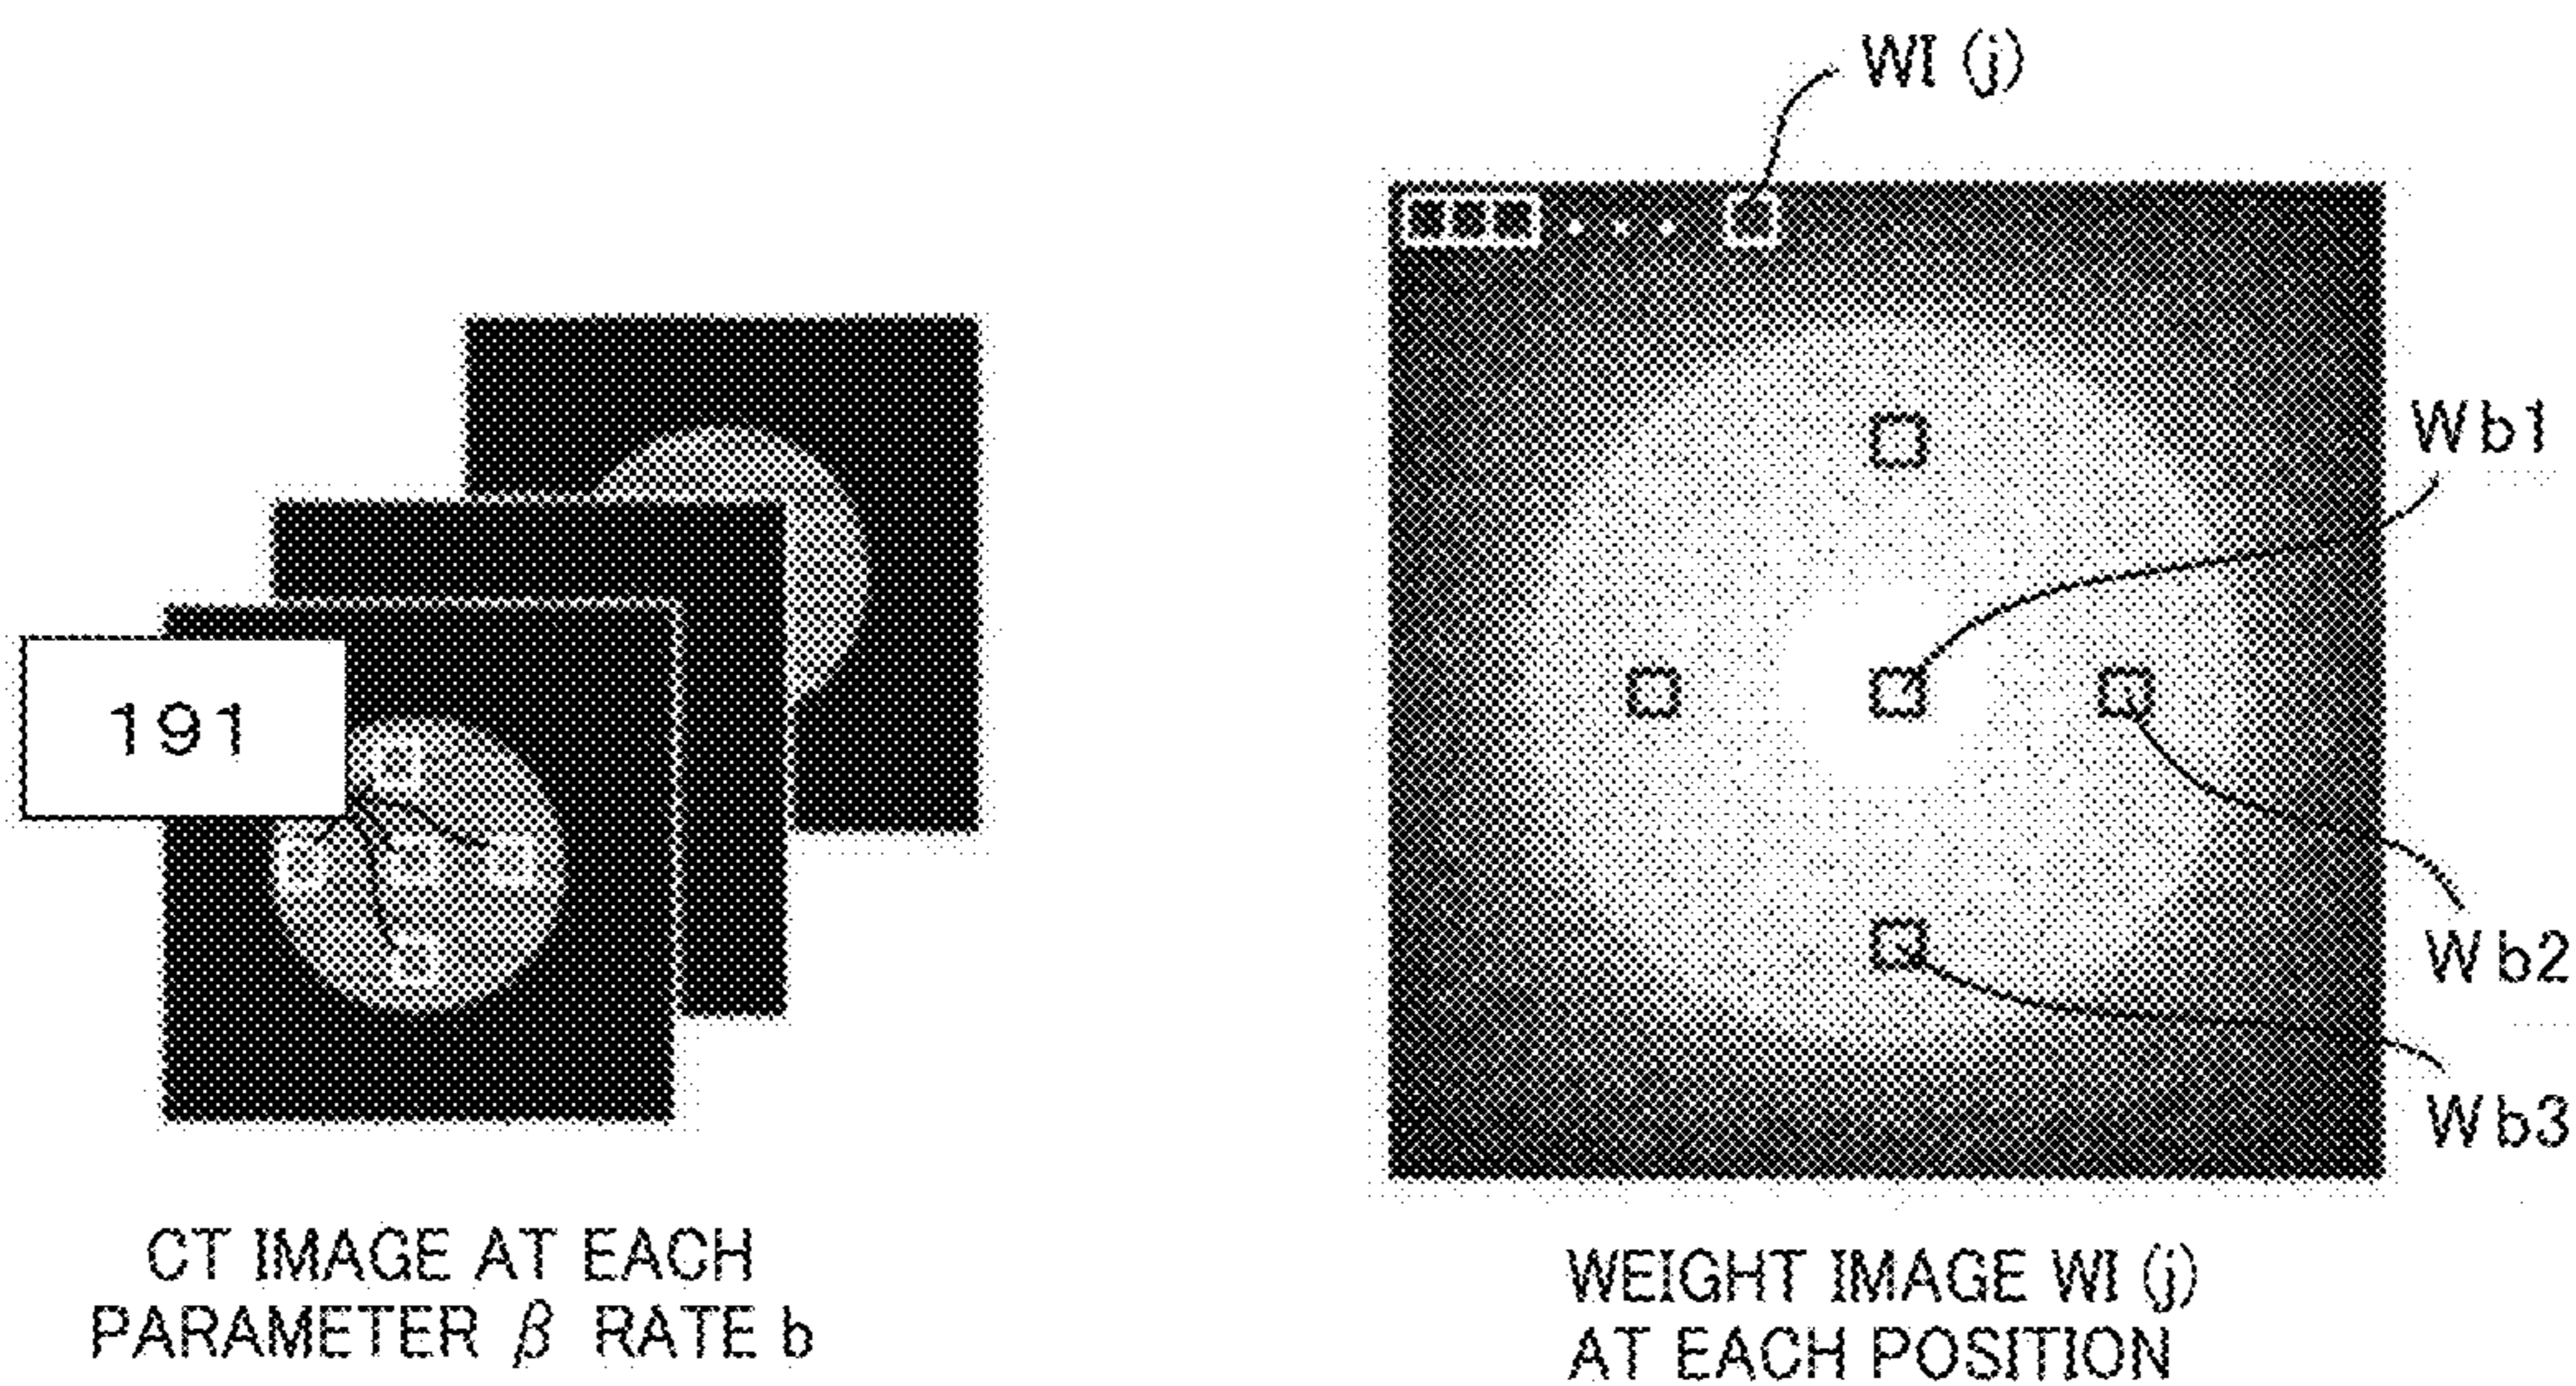 WI (j)
Wb1
191
Wb2
Wb3
CT IMAGE AT EACH
PARAMETER β RATE b
WEIGHT IMAGE WI (j)
AT EACH POSITION